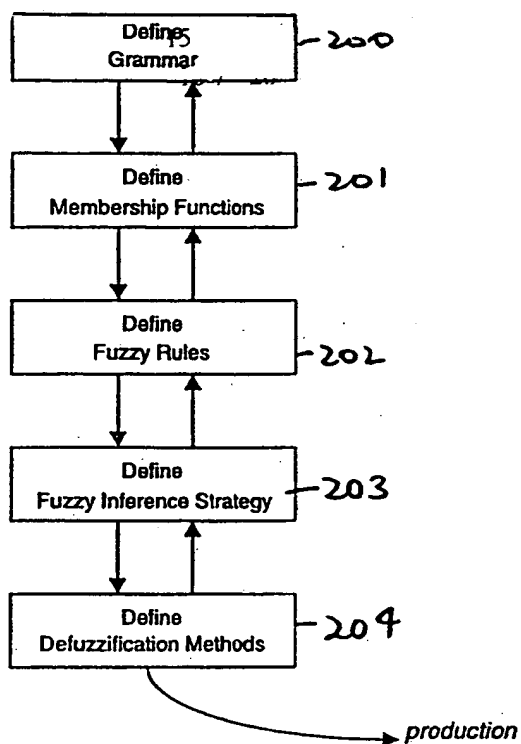 Define
15
Grammar
200
Define
Membership Functions
201
Define
Fuzzy Rules
202
Define
Fuzzy Inference Strategy
203
Define
Defuzzification Methods
204
production